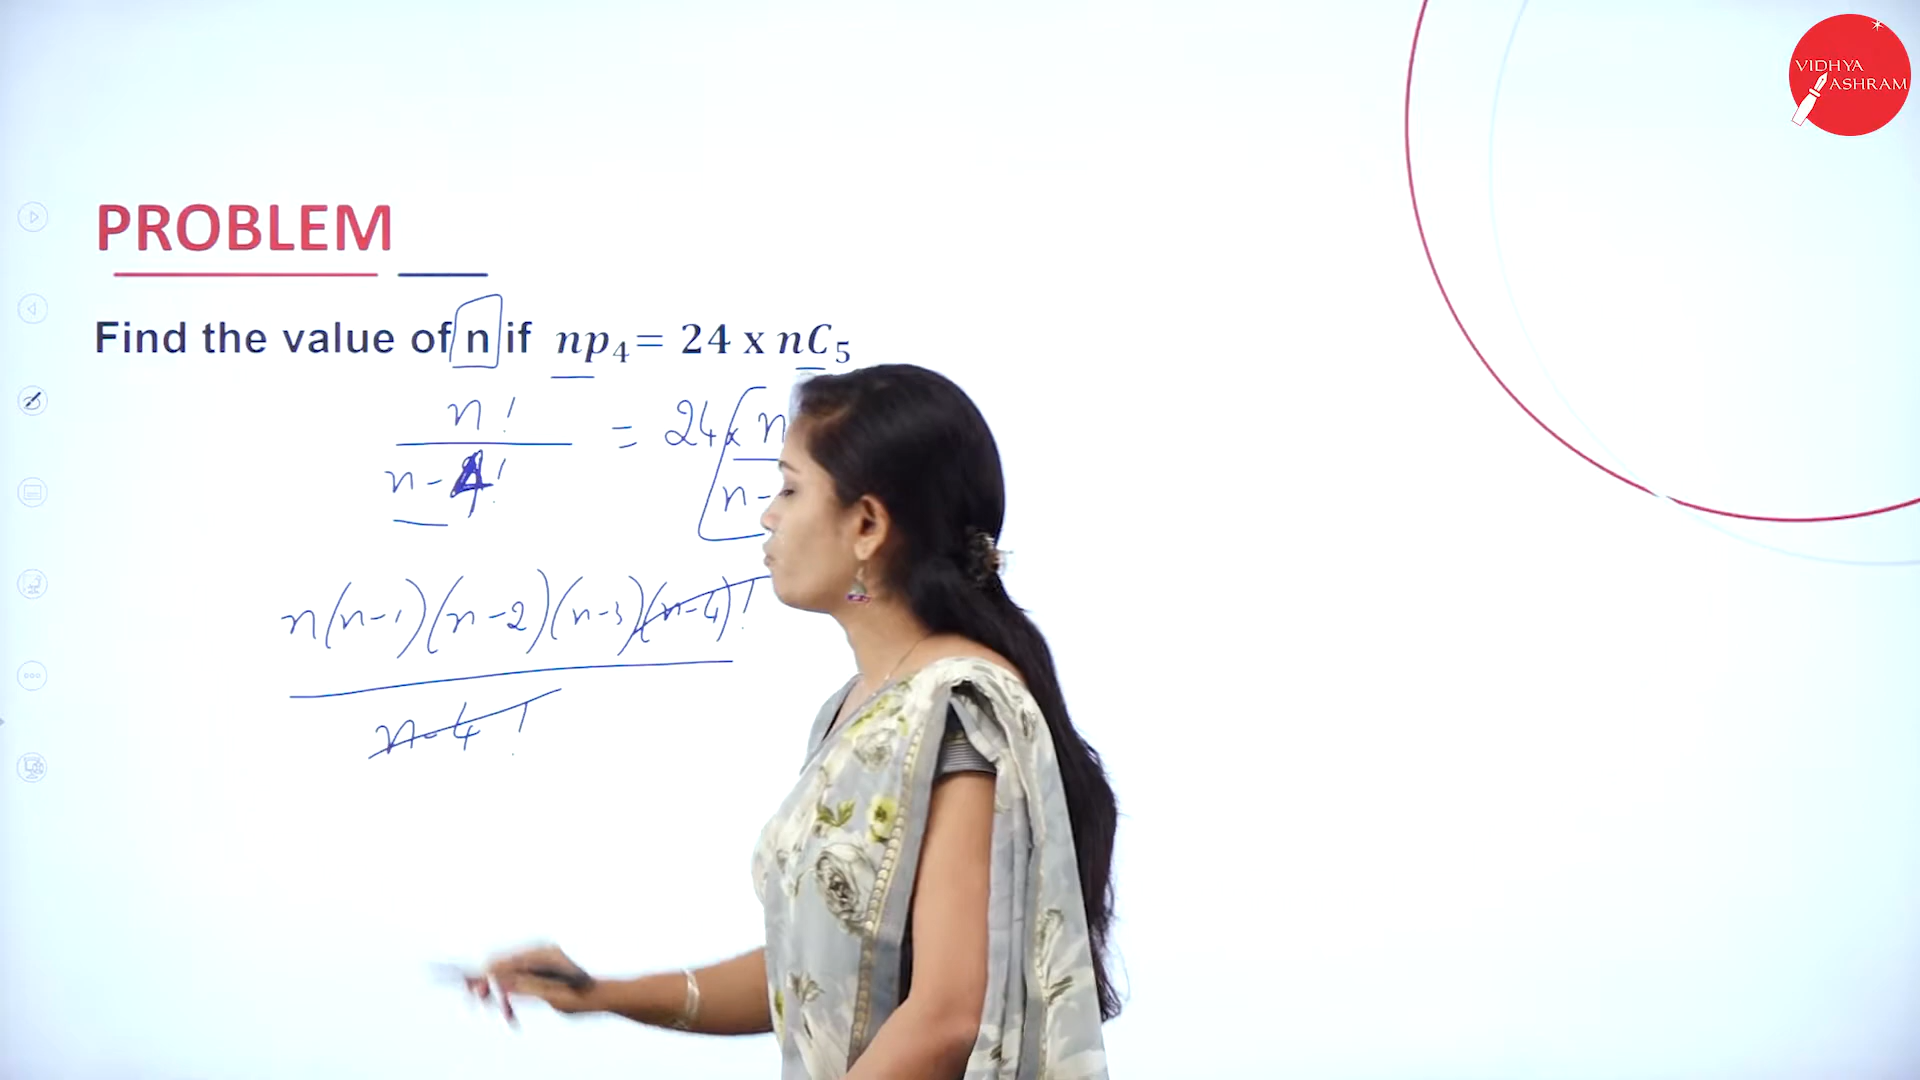 VIDHYA
ASHRAM
PROBLEM
Find the value of n if np₄ = 24 x nC₅
n! = 24 × n
n-4! n-
n(n-1)(n-2)(n-3)(n-4)!
n-4!